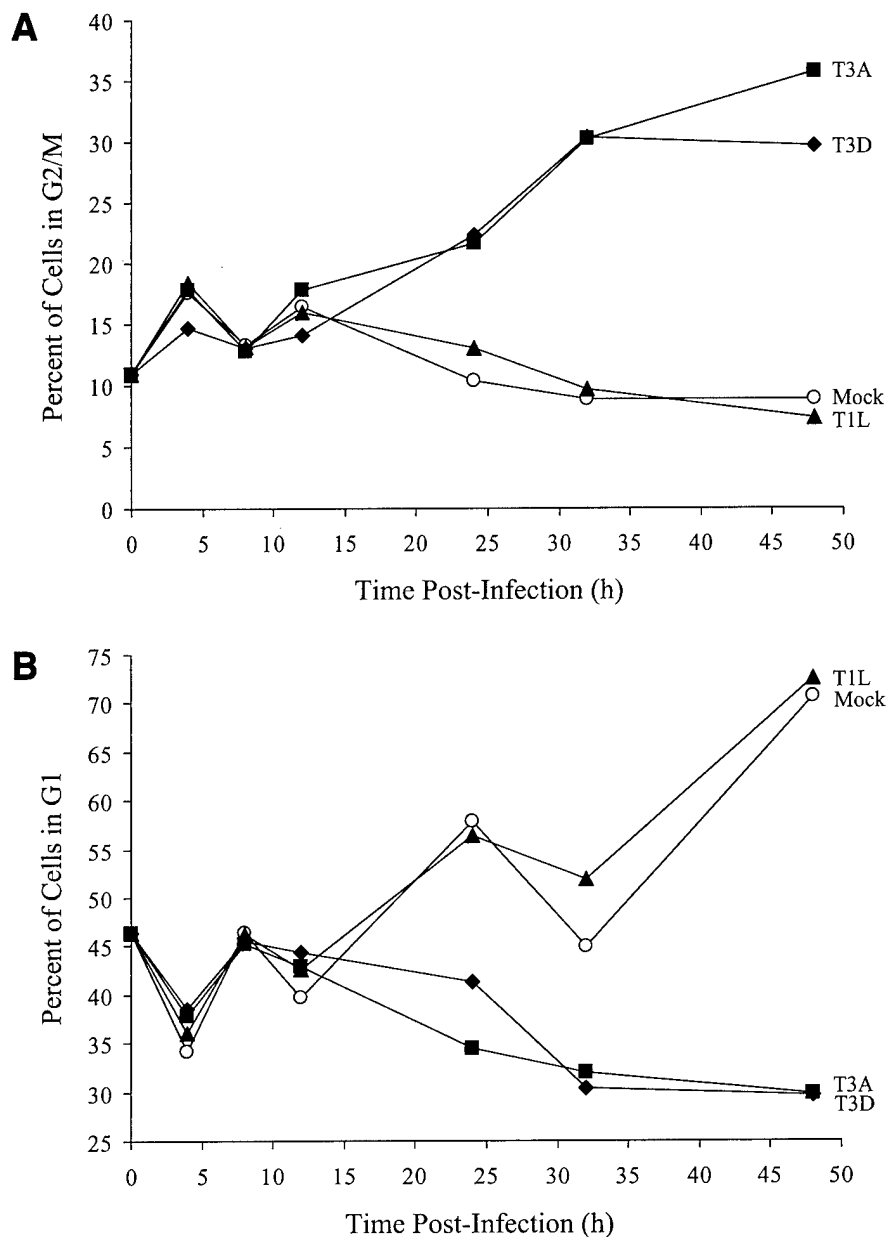 A
40
35
30
25
20
15
10
5
0
Percent of Cells in G2/M
T3A
T3D
Mock
T1L
0 5 10 15 20 25 30 35 40 45 50
Time Post-Infection (h)
B
75
70
65
60
55
50
45
40
35
30
25
Percent of Cells in G1
T1L
Mock
T3A
T3D
0 5 10 15 20 25 30 35 40 45 50
Time Post-Infection (h)